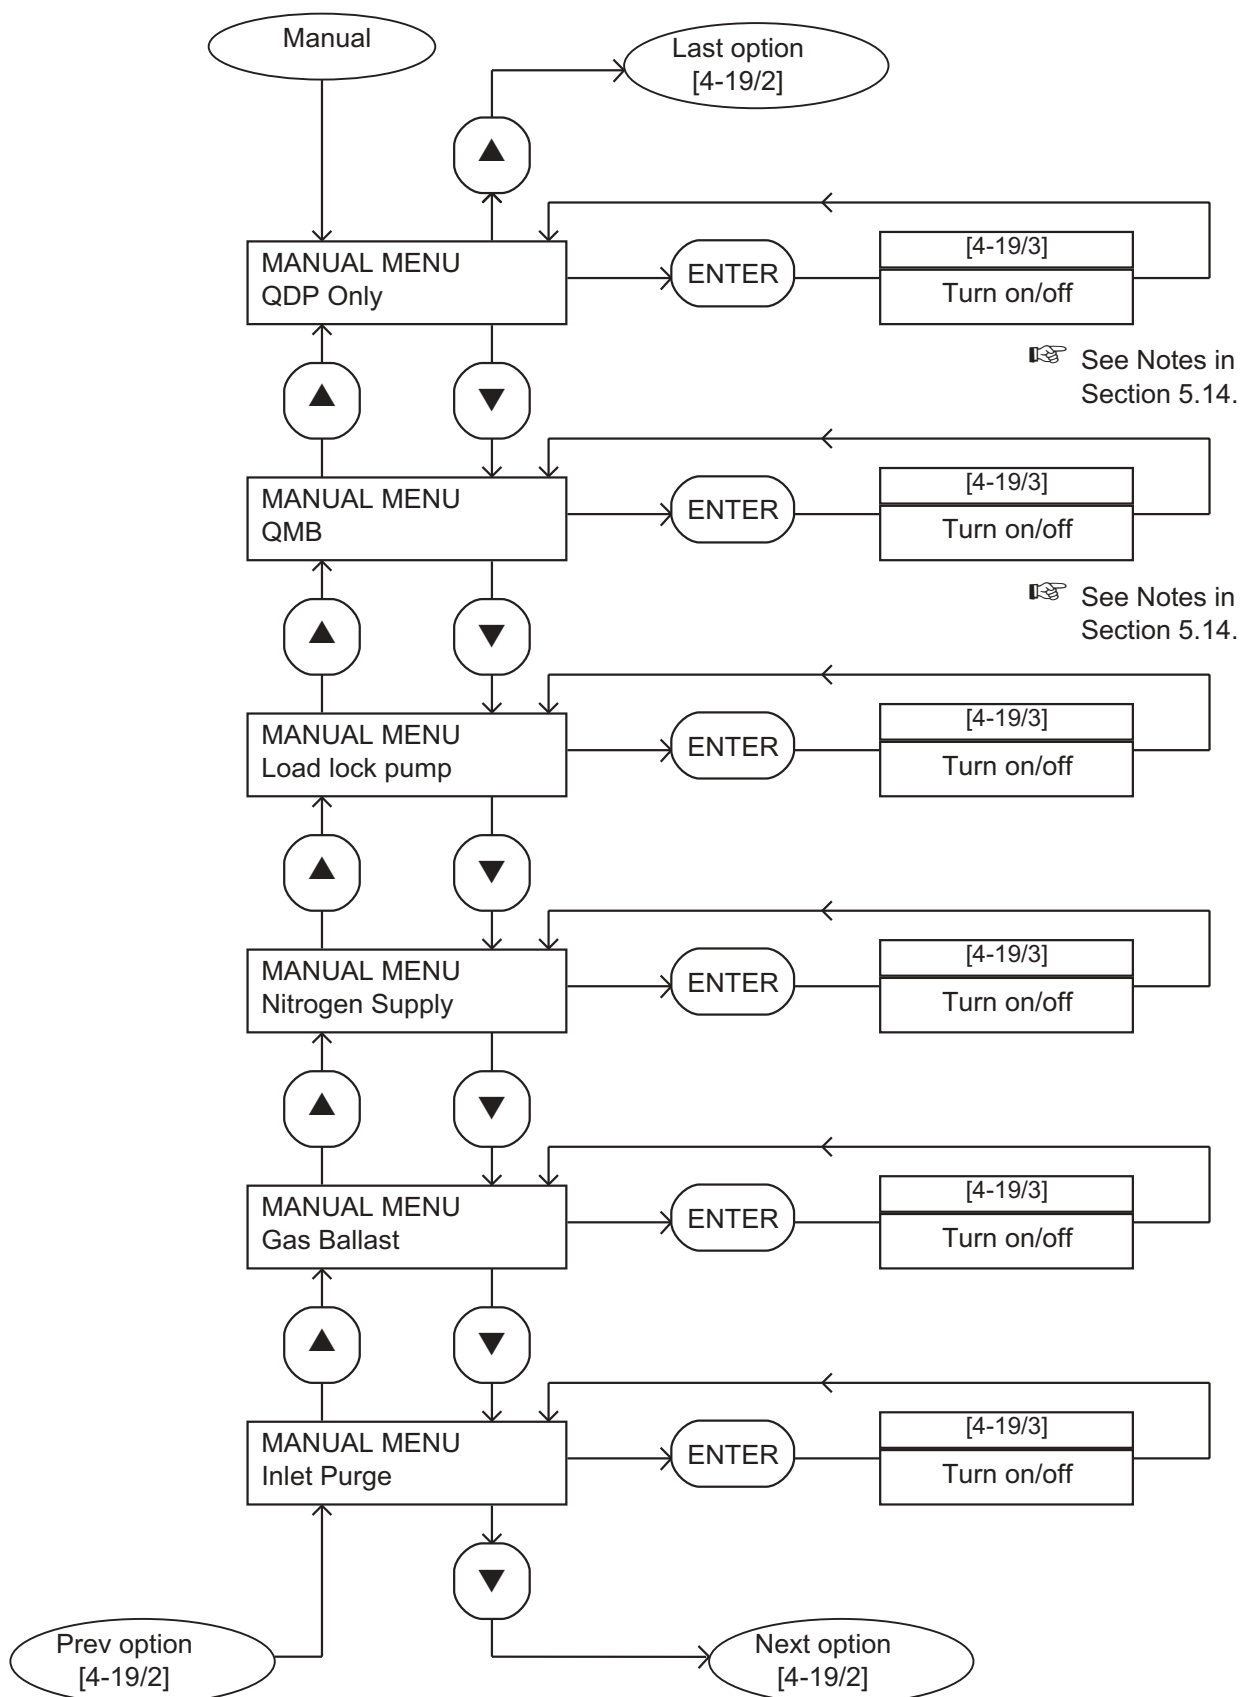 Manual
Last option
[4-19/2]
MANUAL MENU
QDP Only
ENTER
[4-19/3]
Turn on/off
See Notes in
Section 5.14.
MANUAL MENU
QMB
ENTER
[4-19/3]
Turn on/off
See Notes in
Section 5.14.
MANUAL MENU
Load lock pump
ENTER
[4-19/3]
Turn on/off
MANUAL MENU
Nitrogen Supply
ENTER
[4-19/3]
Turn on/off
MANUAL MENU
Gas Ballast
ENTER
[4-19/3]
Turn on/off
MANUAL MENU
Inlet Purge
ENTER
[4-19/3]
Turn on/off
Prev option
[4-19/2]
Next option
[4-19/2]